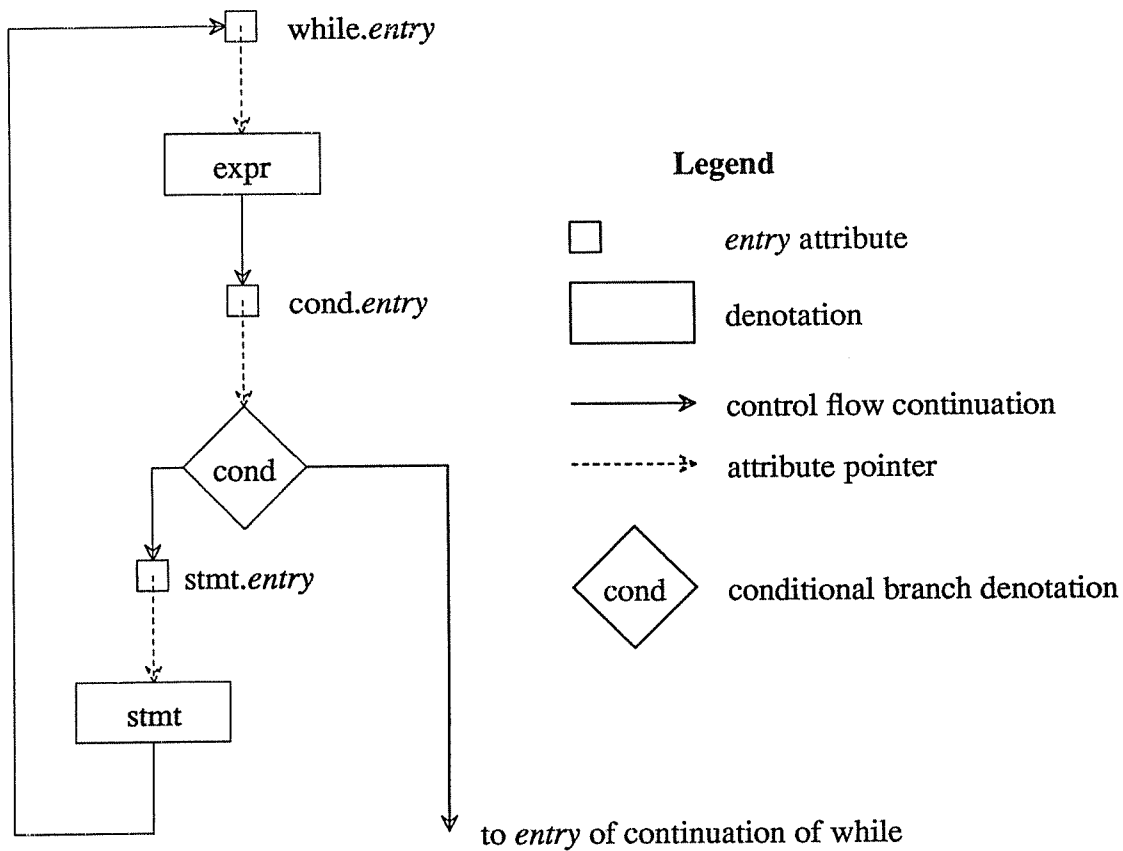 while.entry
expr
cond.entry
cond
stmt.entry
stmt
to entry of continuation of while
Legend
entry attribute
denotation
control flow continuation
attribute pointer
cond
conditional branch denotation